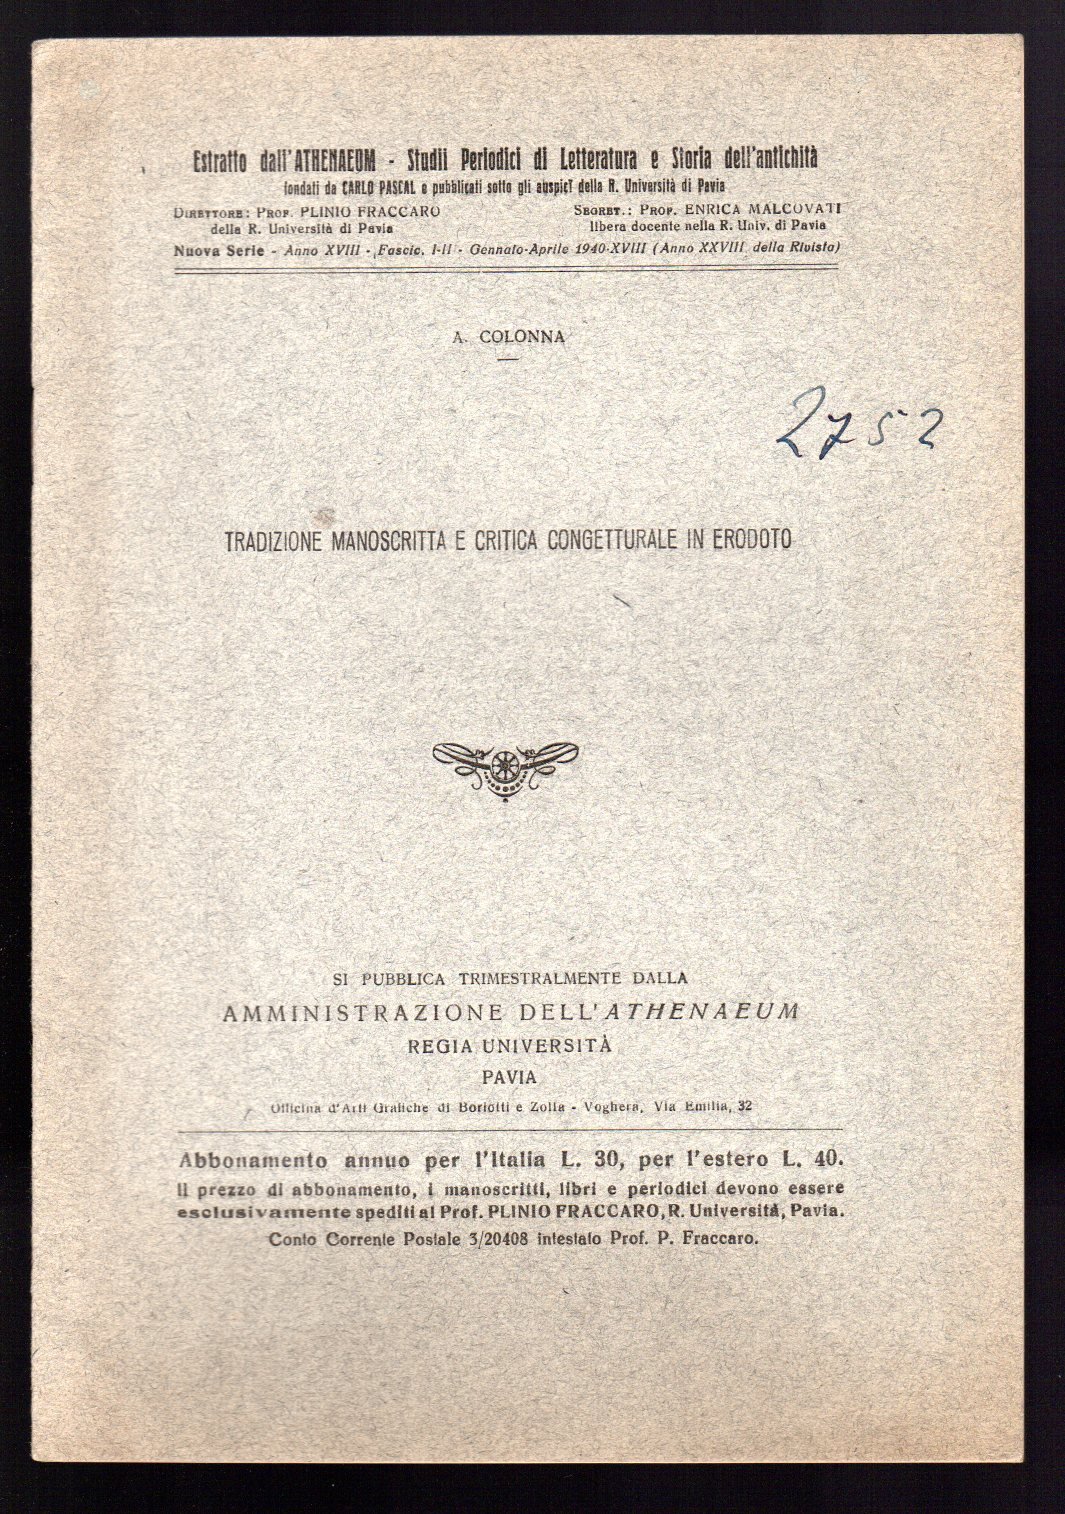 Estratto dall'ATHENAEUM - Studii Periodici di Letteratura e Storia dell'antichità
fondati da CARLO PASCAL e pubblicati sotto gli auspici della R. Università di Pavia
DIRETTORE: PROF. PLINIO FRACCARO
della R. Università di Pavia
SEGRET.: PROF. ENRICA MALCOVATI
libera docente nella R. Univ. di Pavia
Nuova Serie - Anno XVIII - Fascic. I-II - Gennaio-Aprile 1940-XVIII (Anno XXVIII della Rivista)
A. COLONNA
2752
TRADIZIONE MANOSCRITTA E CRITICA CONGETTURALE IN ERODOTO
SI PUBBLICA TRIMESTRALMENTE DALLA
AMMINISTRAZIONE DELL'ATHENAEUM
REGIA UNIVERSITÀ
PAVIA
Officina d'Arti Grafiche di Boriotti e Zolla - Voghera, Via Emilia, 32
Abbonamento annuo per l'Italia L. 30, per l'estero L. 40.
Il prezzo di abbonamento, i manoscritti, libri e periodici devono essere
esclusivamente spediti al Prof. PLINIO FRACCARO, R. Università, Pavia.
Conto Corrente Postale 3/20408 intestato Prof. P. Fraccaro.